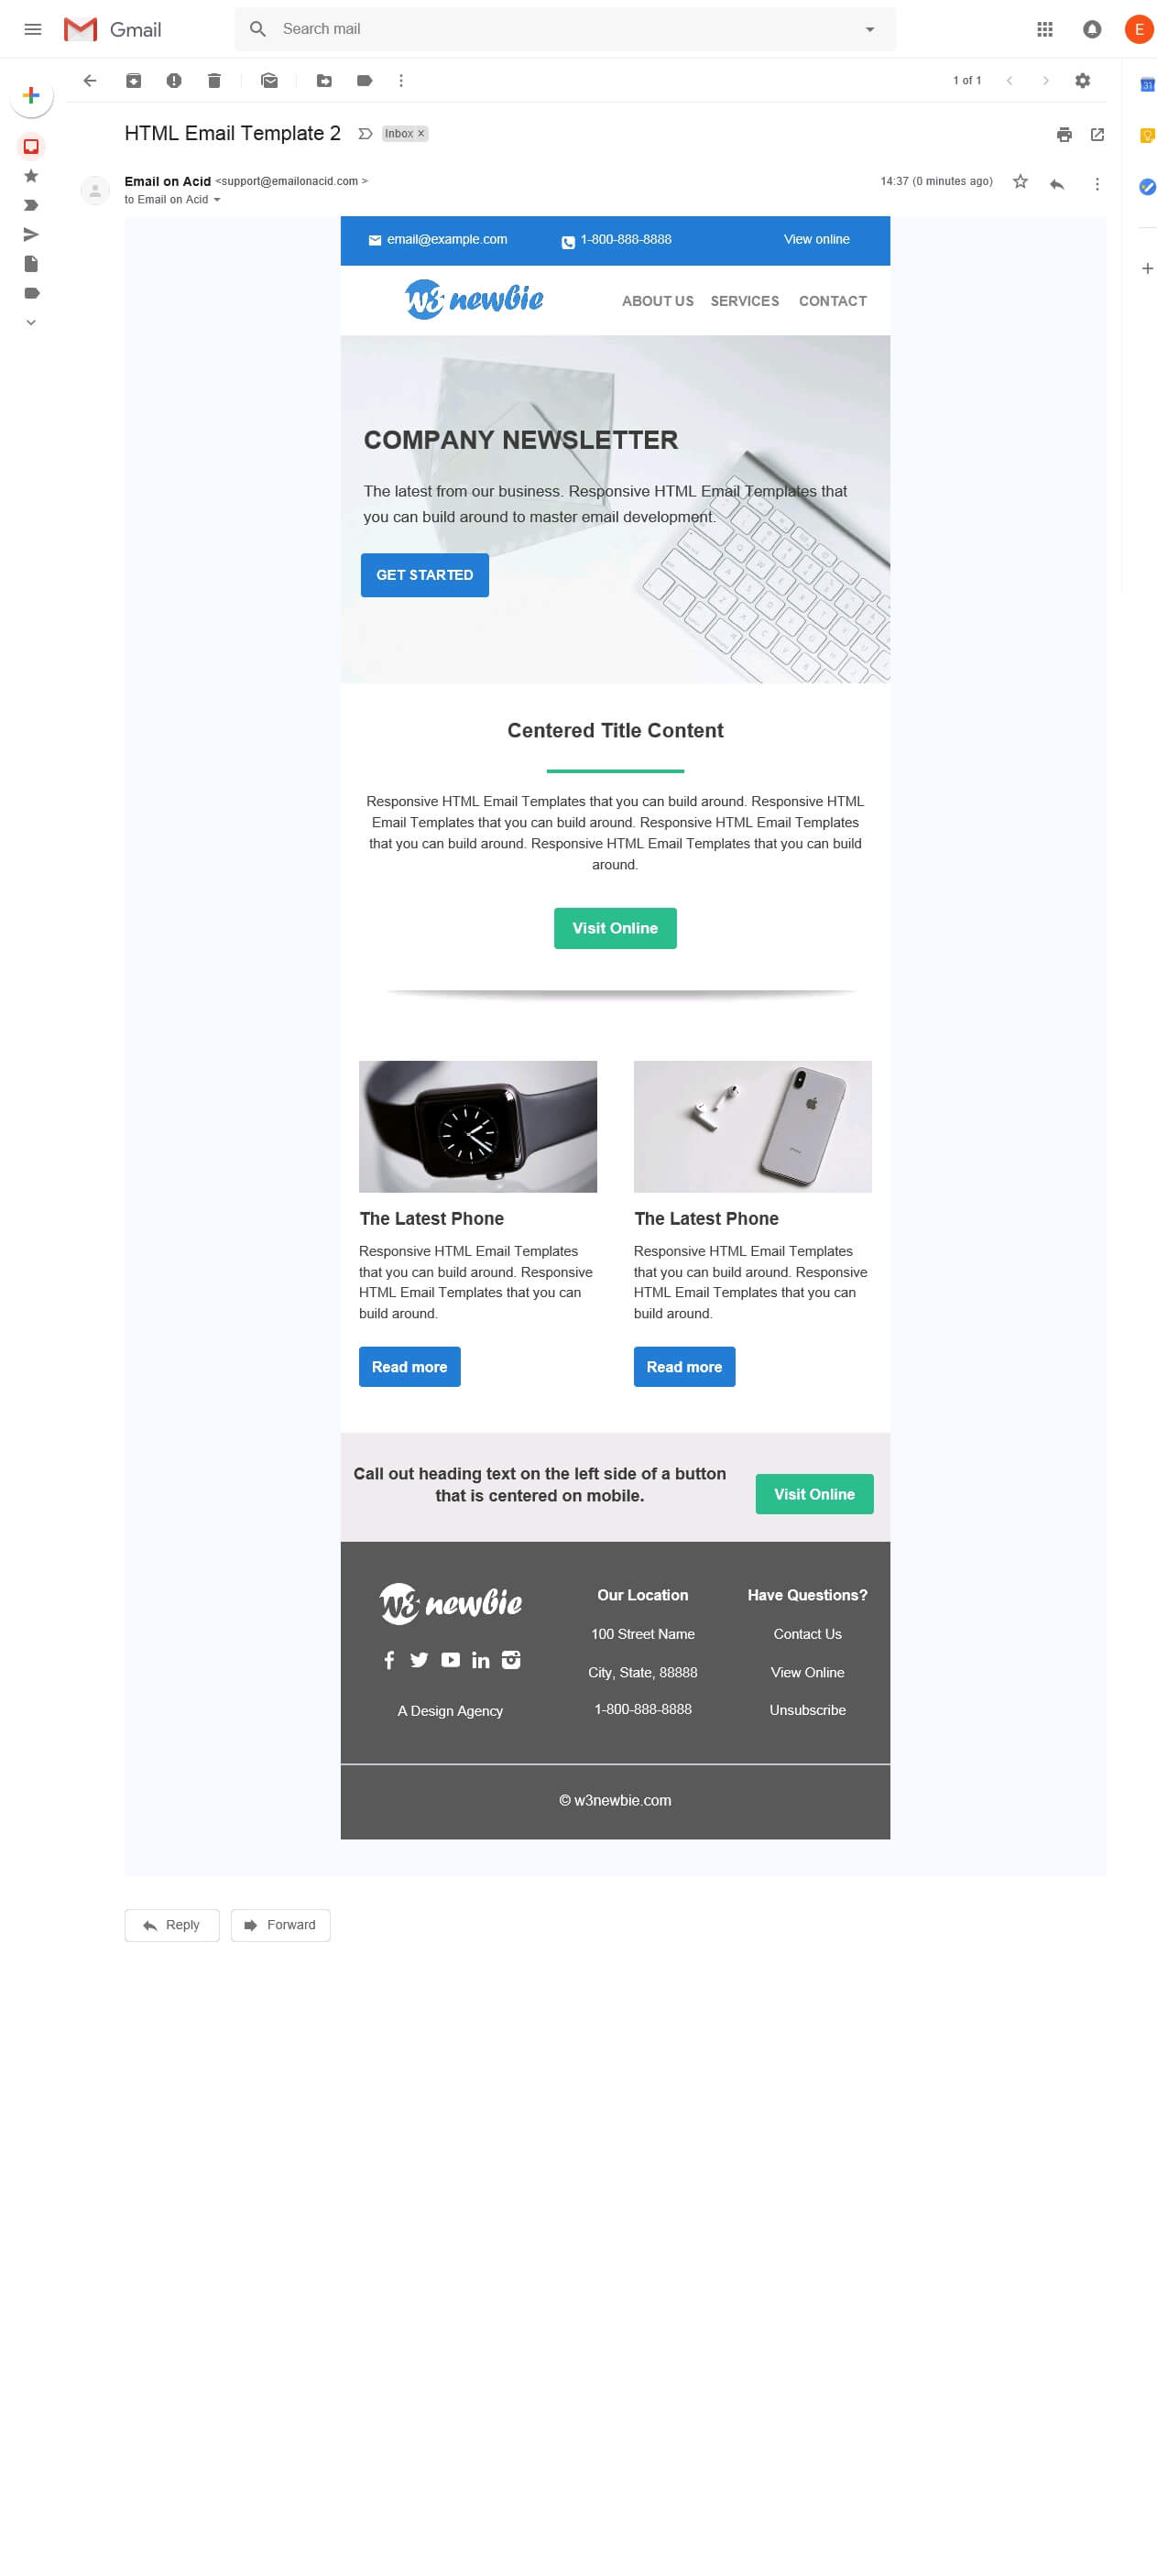 Gmail
Search mail
E
1 of 1
31
HTML Email Template 2
Inbox ×
Email on Acid <support@emailonacid.com >
14:37 (0 minutes ago)
to Email on Acid
email@example.com
1-800-888-8888
View online
w3 newbie
ABOUT US
SERVICES
CONTACT
COMPANY NEWSLETTER
The latest from our business. Responsive HTML Email Templates that
you can build around to master email development.
GET STARTED
Centered Title Content
Responsive HTML Email Templates that you can build around. Responsive HTML
Email Templates that you can build around. Responsive HTML Email Templates
that you can build around. Responsive HTML Email Templates that you can build
around.
Visit Online
The Latest Phone
Responsive HTML Email Templates
that you can build around. Responsive
HTML Email Templates that you can
build around.
Read more
The Latest Phone
Responsive HTML Email Templates
that you can build around. Responsive
HTML Email Templates that you can
build around.
Read more
Call out heading text on the left side of a button
that is centered on mobile.
Visit Online
w3 newbie
A Design Agency
Our Location
100 Street Name
City, State, 88888
1-800-888-8888
Have Questions?
Contact Us
View Online
Unsubscribe
© w3newbie.com
Reply
Forward